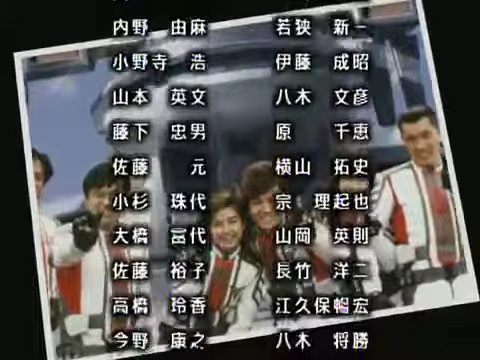 内野 由麻 若狭 新一
小野寺 浩 伊藤 成昭
山本 英文 八木 文彦
藤下 忠男 原 千恵
佐藤 元 横山 拓史
小杉 珠代 宗 理起也
大橋 富代 山岡 英則
佐藤 裕子 長竹 洋二
高橋 玲香 江久保暢宏
今野 康之 八木 将勝